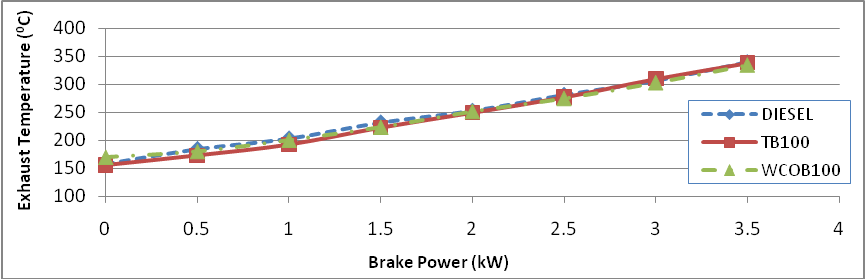 Exhaust Temperature (⁰C)
400
350
300
250
200
150
100
0 0.5 1 1.5 2 2.5 3 3.5 4
Brake Power (kW)
DIESEL
TB100
WCOB100